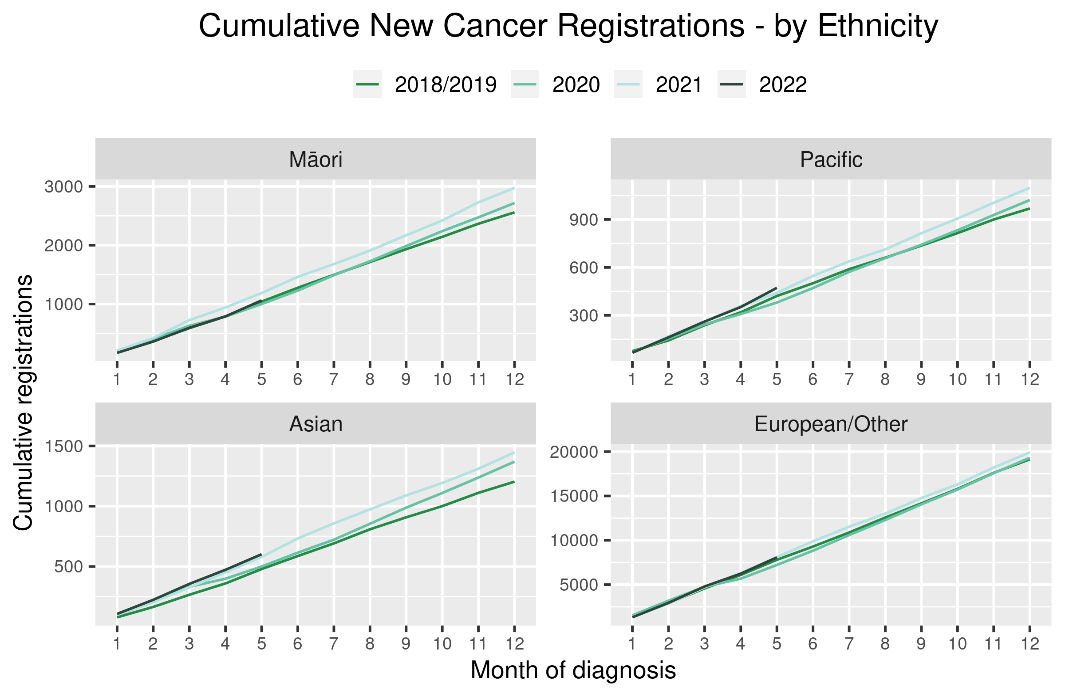 Cumulative New Cancer Registrations - by Ethnicity
2018/2019 2020 2021 2022
Māori
Pacific
3000
2000
1000
900
600
300
1 2 3 4 5 6 7 8 9 10 11 12
1 2 3 4 5 6 7 8 9 10 11 12
Cumulative registrations
Asian
European/Other
1500
1000
500
20000
15000
10000
5000
1 2 3 4 5 6 7 8 9 10 11 12
1 2 3 4 5 6 7 8 9 10 11 12
Month of diagnosis